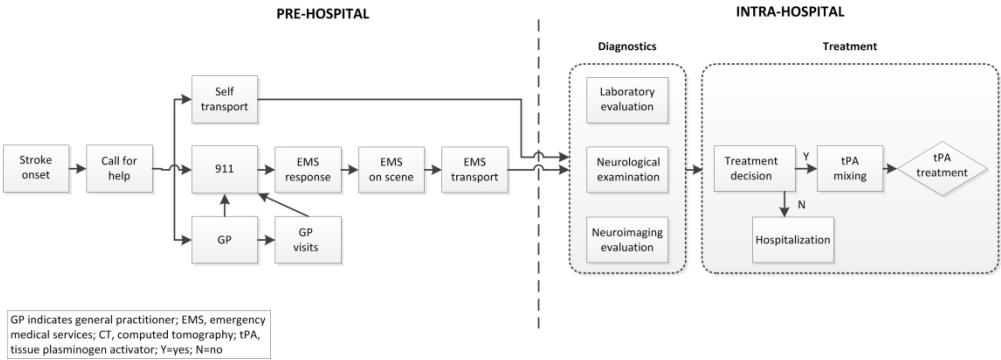 PRE-HOSPITAL
INTRA-HOSPITAL
Diagnostics
Treatment
Self
transport
Laboratory
evaluation
Stroke
onset
Call for
help
911
EMS
response
EMS
on scene
EMS
transport
Neurological
examination
Treatment
decision
Y
tPA
mixing
tPA
treatment
N
GP
GP
visits
Neuroimaging
evaluation
Hospitalization
GP indicates general practitioner; EMS, emergency
medical services; CT, computed tomography; tPA,
tissue plasminogen activator; Y=yes; N=no